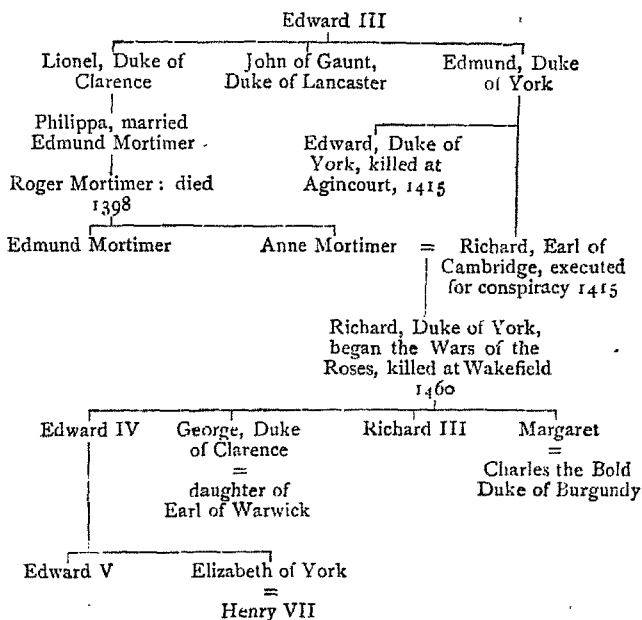 Edward III
Lionel, Duke of Clarence
John of Gaunt, Duke of Lancaster
Edmund, Duke of York
Philippa, married
Edmund Mortimer
Edward, Duke of
York, killed at
Agincourt, 1415
Roger Mortimer: died
1398
Edmund Mortimer
Anne Mortimer
=
Richard, Earl of
Cambridge, executed
for conspiracy 1415
Richard, Duke of York,
began the Wars of the
Roses, killed at Wakefield
1460
Edward IV
George, Duke
of Clarence
=
daughter of
Earl of Warwick
Richard III
Margaret
=
Charles the Bold
Duke of Burgundy
Edward V
Elizabeth of York
=
Henry VII